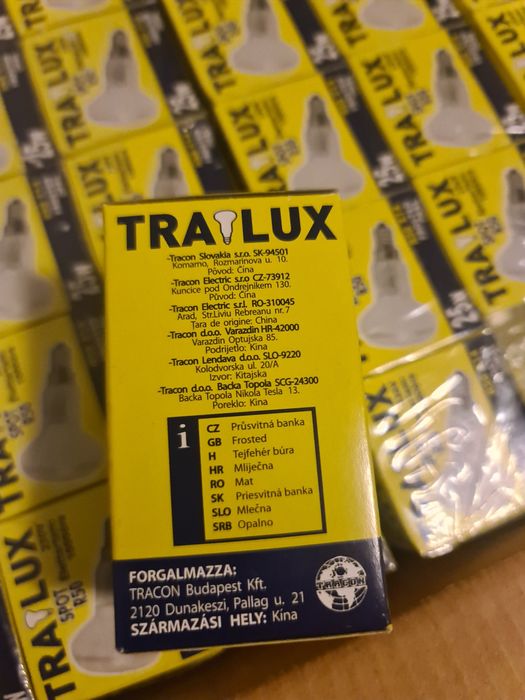 TRALUX
-Tracon Slovakia s.r.o. SK-94501
Komarno, Rozmarinova u. 10.
Pôvod: Čína
-Tracon Electric s.r.o CZ-73912
Kuncice pod Ondrejnikem 130.
Původ: Čína
-Tracon Electric s.r.l. RO-310045
Arad, Str.Liviu Rebreanu nr.7
Tara de origine: China
-Tracon d.o.o. Varazdin HR-42000
Varazdin Optujska 85.
Podrijetlo: Kina
-Tracon Lendava d.o.o. SLO-9220
Kolodvorska ul. 20/A
Izvor: Kitajska
-Tracon d.o.o. Backa Topola SCG-24300
Backa Topola Nikola Tesla 13.
Poreklo: Kina
i
CZ Průsvitná banka
GB Frosted
H Tejfehér búra
HR Mliječna
RO Mat
SK Priesvitná banka
SLO Mlečna
SRB Opalno
FORGALMAZZA:
TRACON Budapest Kft.
2120 Dunakeszi, Pallag u. 21
SZÁRMAZÁSI HELY: Kína
TRACON
TRALUX
TRALUX
TRALUX
TRALUX
SPOT
R50
25W